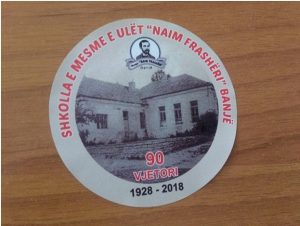 SHKOLLA E MESME E ULËT "NAIM FRASHËRI" BANJË
90
VJETORI
1928 - 2018